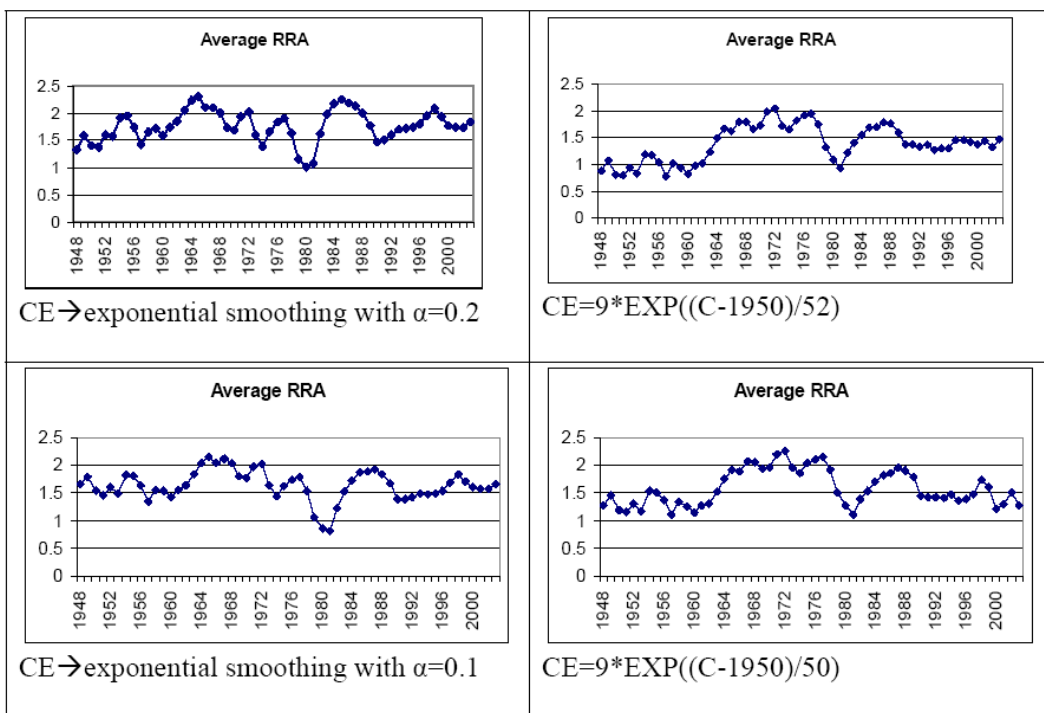 Average RRA
2.5
2
1.5
1
0.5
0
1948 1952 1956 1960 1964 1968 1972 1976 1980 1984 1988 1992 1996 2000
CE→exponential smoothing with α=0.2
Average RRA
2.5
2
1.5
1
0.5
0
1948 1952 1956 1960 1964 1968 1972 1976 1980 1984 1988 1992 1996 2000
CE=9*EXP((C-1950)/52)
Average RRA
2.5
2
1.5
1
0.5
0
1948 1952 1956 1960 1964 1968 1972 1976 1980 1984 1988 1992 1996 2000
CE→exponential smoothing with α=0.1
Average RRA
2.5
2
1.5
1
0.5
0
1948 1952 1956 1960 1964 1968 1972 1976 1980 1984 1988 1992 1996 2000
CE=9*EXP((C-1950)/50)